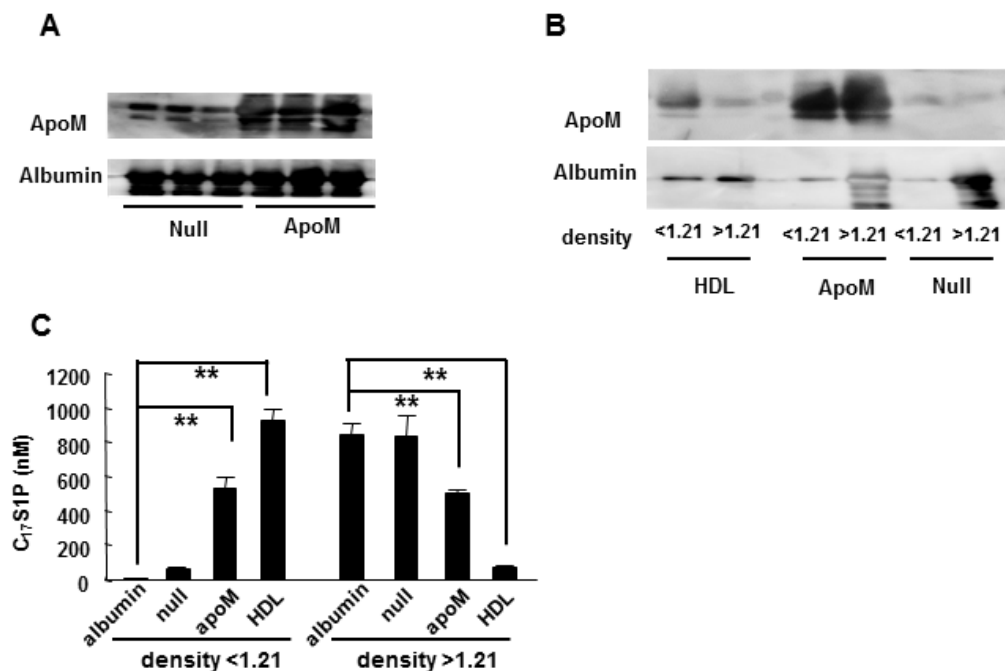 A
ApoM
Albumin
Null ApoM
B
ApoM
Albumin
density <1.21 >1.21 <1.21 >1.21 <1.21 >1.21
HDL ApoM Null
C
C17S1P (nM)
1200
1000
800
600
400
200
0
** ** ** **
albumin null apoM HDL albumin null apoM HDL
density <1.21 density >1.21